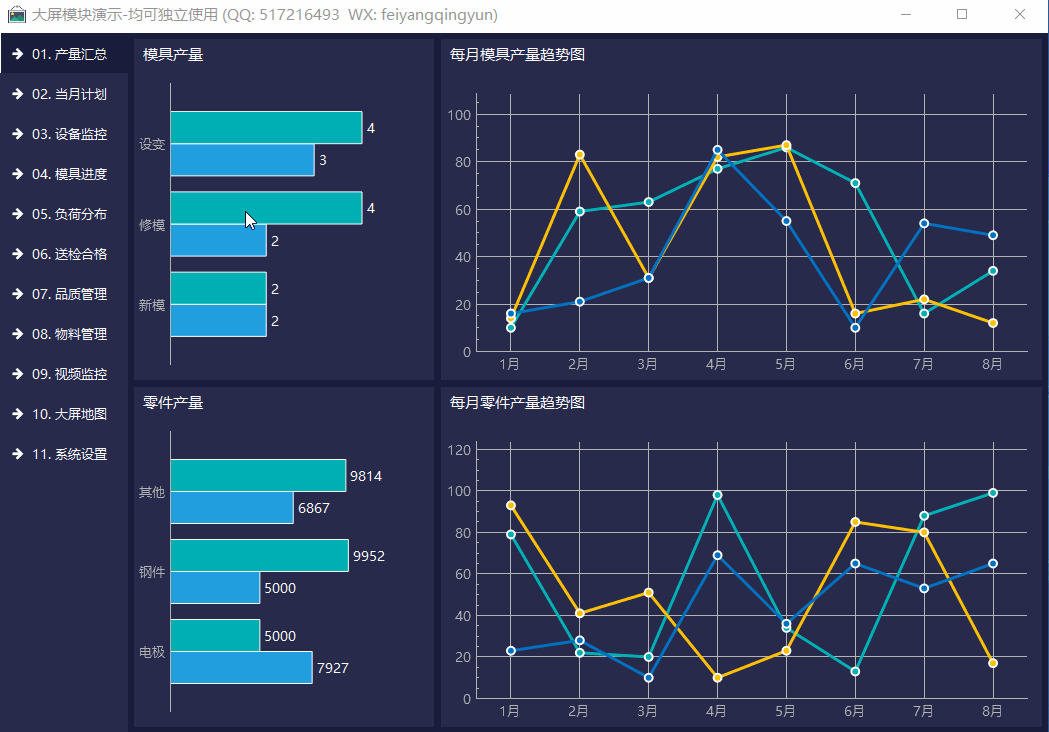 大屏模块演示-均可独立使用 (QQ: 517216493  WX: feiyangqingyun)
01. 产量汇总
02. 当月计划
03. 设备监控
04. 模具进度
05. 负荷分布
06. 送检合格
07. 品质管理
08. 物料管理
09. 视频监控
10. 大屏地图
11. 系统设置
模具产量
设变
4
3
修模
4
2
新模
2
2
每月模具产量趋势图
100
80
60
40
20
0
1月 2月 3月 4月 5月 6月 7月 8月
零件产量
其他
9814
6867
钢件
9952
5000
电极
5000
7927
每月零件产量趋势图
120
100
80
60
40
20
0
1月 2月 3月 4月 5月 6月 7月 8月